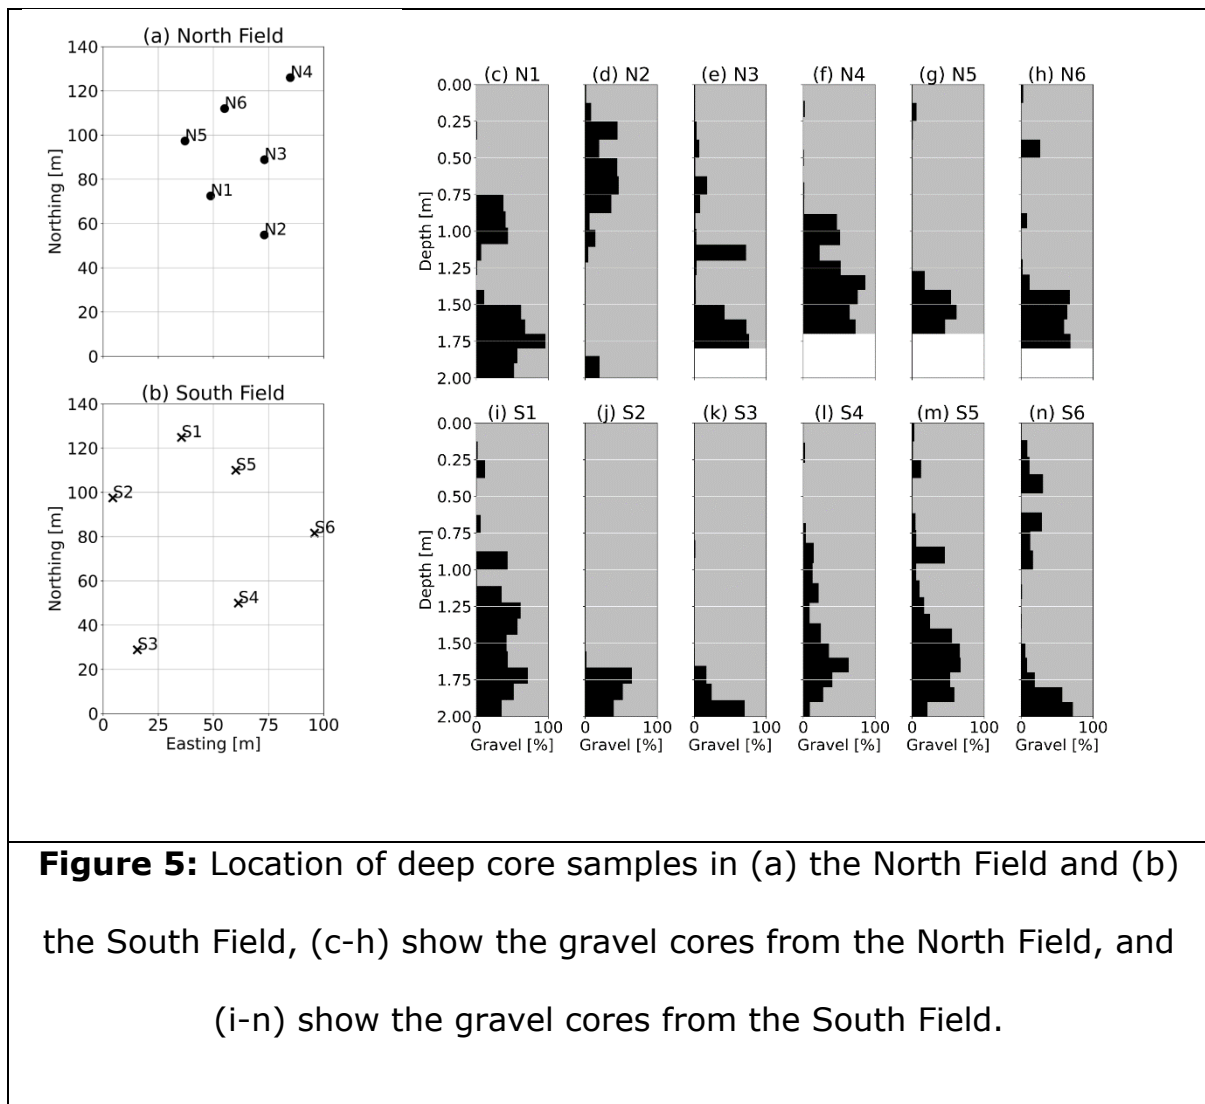 (a) North Field
140
120
100
80
60
40
20
0
Northing [m]
N4
N6
N5
N3
N1
N2
(b) South Field
140
120
100
80
60
40
20
0
Northing [m]
S1
S5
S2
S6
S4
S3
0 25 50 75 100
Easting [m]
(c) N1 (d) N2 (e) N3 (f) N4 (g) N5 (h) N6
0.00
0.25
0.50
0.75
1.00
1.25
1.50
1.75
2.00
Depth [m]
(i) S1 (j) S2 (k) S3 (l) S4 (m) S5 (n) S6
0.00
0.25
0.50
0.75
1.00
1.25
1.50
1.75
2.00
Depth [m]
0 100 0 100 0 100 0 100 0 100 0 100
Gravel [%] Gravel [%] Gravel [%] Gravel [%] Gravel [%] Gravel [%]
Figure 5: Location of deep core samples in (a) the North Field and (b)
the South Field, (c-h) show the gravel cores from the North Field, and
(i-n) show the gravel cores from the South Field.